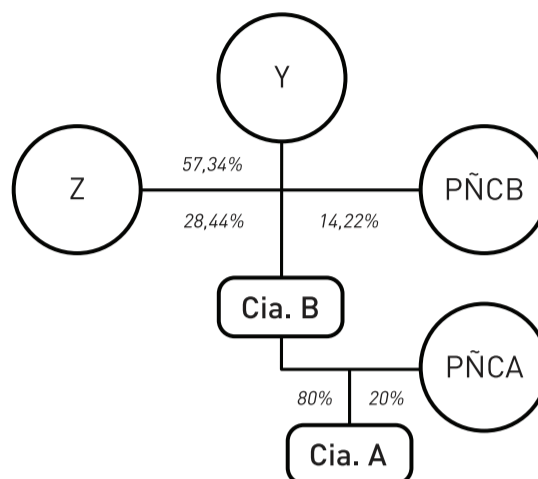 Y
57,34%
Z
PÑCB
28,44%
14,22%
Cia. B
PÑCA
80%
20%
Cia. A